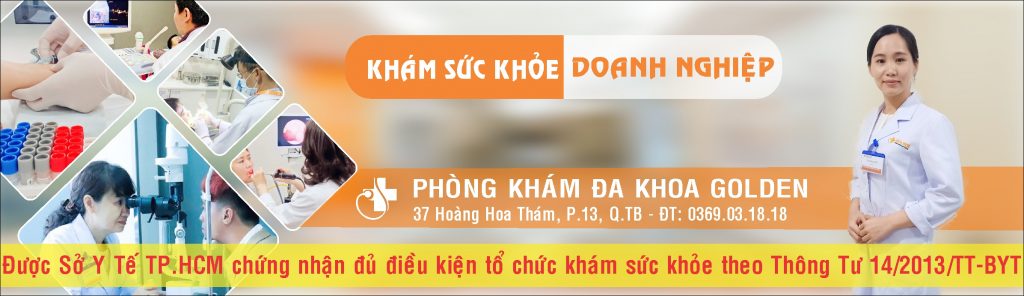 KHÁM SỨC KHỎE DOANH NGHIỆP
PHÒNG KHÁM ĐA KHOA GOLDEN
37 Hoàng Hoa Thám, P.13, Q.TB - ĐT: 0369.03.18.18
Được Sở Y Tế TP.HCM chứng nhận đủ điều kiện tổ chức khám sức khỏe theo Thông Tư 14/2013/TT-BYT